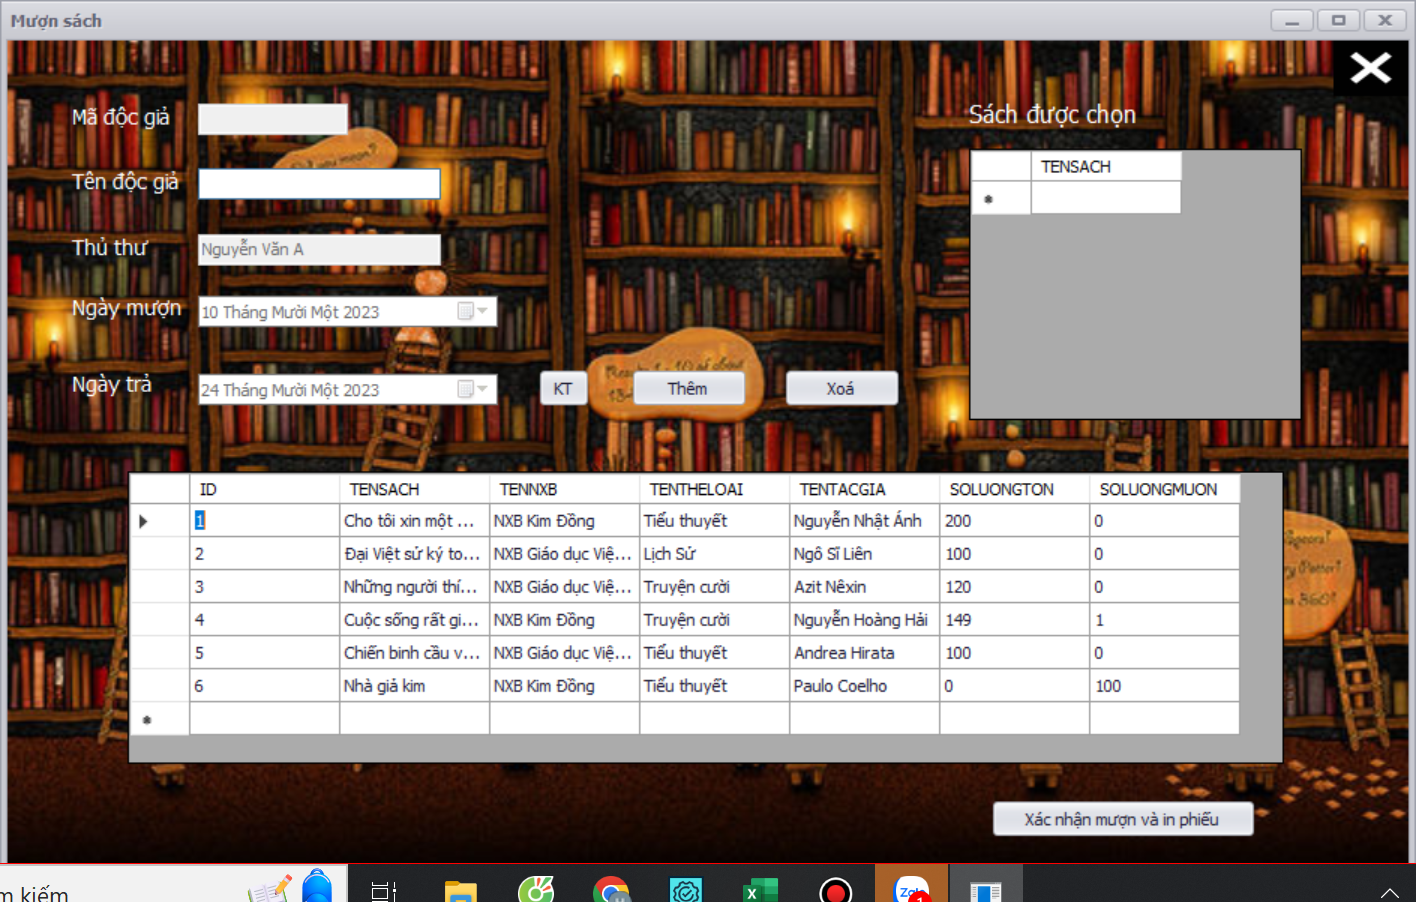 Mượn sách
Mã độc giả
Sách được chọn
TENSACH
Tên độc giả
Thủ thư
Nguyễn Văn A
Ngày mượn
10 Tháng Mười Một 2023
Ngày trả
24 Tháng Mười Một 2023
KT
Thêm
Xoá
ID TENSACH TENNXB TENTHELOAI TENTACGIA SOLUONGTON SOLUONGMUON
1 Cho tôi xin một ... NXB Kim Đồng Tiểu thuyết Nguyễn Nhật Ánh 200 0
2 Đại Việt sử ký to... NXB Giáo dục Việ... Lịch Sử Ngô Sĩ Liên 100 0
3 Những người thí... NXB Giáo dục Việ... Truyện cười Azit Nêxin 120 0
4 Cuộc sống rất gi... NXB Kim Đồng Truyện cười Nguyễn Hoàng Hải 149 1
5 Chiến binh cầu v... NXB Giáo dục Việ... Tiểu thuyết Andrea Hirata 100 0
6 Nhà giả kim NXB Kim Đồng Tiểu thuyết Paulo Coelho 0 100
Xác nhận mượn và in phiếu
m kiếm